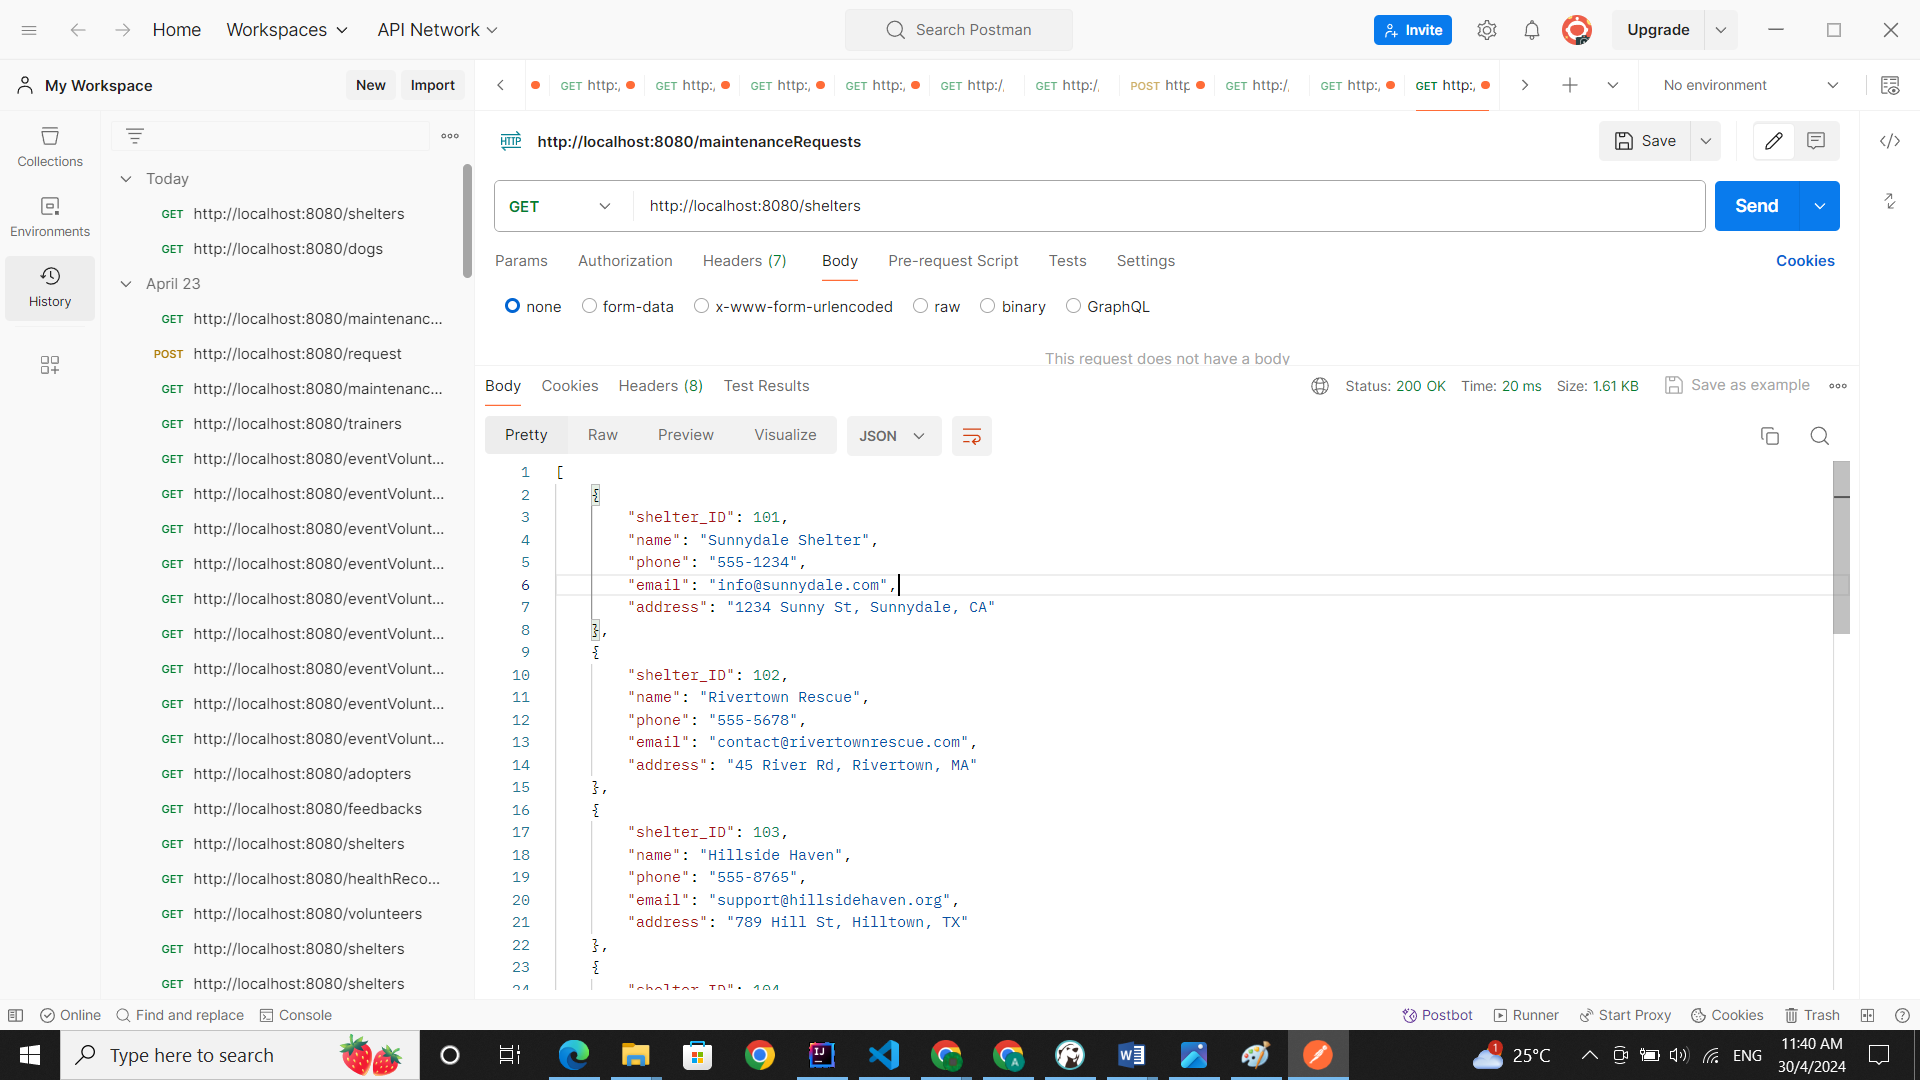 Home
Workspaces
API Network
Search Postman
Invite
Upgrade
My Workspace
New
Import
GET http:,
GET http:,
GET http:,
GET http:,
GET http:/,
GET http:/,
POST http
GET http:/,
GET http:,
GET http:,
No environment
Collections
Environments
History
Today
GET http://localhost:8080/shelters
GET http://localhost:8080/dogs
April 23
GET http://localhost:8080/maintenanc...
POST http://localhost:8080/request
GET http://localhost:8080/maintenanc...
GET http://localhost:8080/trainers
GET http://localhost:8080/eventVolunt...
GET http://localhost:8080/eventVolunt...
GET http://localhost:8080/eventVolunt...
GET http://localhost:8080/eventVolunt...
GET http://localhost:8080/eventVolunt...
GET http://localhost:8080/eventVolunt...
GET http://localhost:8080/eventVolunt...
GET http://localhost:8080/eventVolunt...
GET http://localhost:8080/eventVolunt...
GET http://localhost:8080/adopters
GET http://localhost:8080/feedbacks
GET http://localhost:8080/shelters
GET http://localhost:8080/healthReco...
GET http://localhost:8080/volunteers
GET http://localhost:8080/shelters
GET http://localhost:8080/shelters
HTTP http://localhost:8080/maintenanceRequests
Save
GET http://localhost:8080/shelters
Send
Params Authorization Headers (7) Body Pre-request Script Tests Settings
Cookies
none form-data x-www-form-urlencoded raw binary GraphQL
This request does not have a body
Body Cookies Headers (8) Test Results
Status: 200 OK Time: 20 ms Size: 1.61 KB
Save as example
Pretty Raw Preview Visualize JSON
1 [
2 {
3 "shelter_ID": 101,
4 "name": "Sunnydale Shelter",
5 "phone": "555-1234",
6 "email": "info@sunnydale.com",
7 "address": "1234 Sunny St, Sunnydale, CA"
8 },
9 {
10 "shelter_ID": 102,
11 "name": "Rivertown Rescue",
12 "phone": "555-5678",
13 "email": "contact@rivertownrescue.com",
14 "address": "45 River Rd, Rivertown, MA"
15 },
16 {
17 "shelter_ID": 103,
18 "name": "Hillside Haven",
19 "phone": "555-8765",
20 "email": "support@hillsidehaven.org",
21 "address": "789 Hill St, Hilltown, TX"
22 },
23 {
24 "shelter_ID": 104
Online
Find and replace
Console
Postbot
Runner
Start Proxy
Cookies
Trash
Type here to search
1
25°C
ENG
11:40 AM
30/4/2024